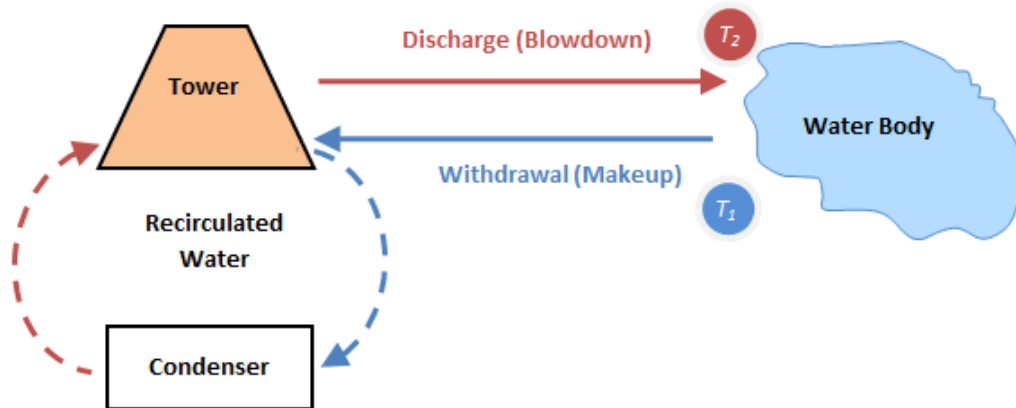 Discharge (Blowdown)
T2
Tower
Water Body
Withdrawal (Makeup)
T1
Recirculated
Water
Condenser